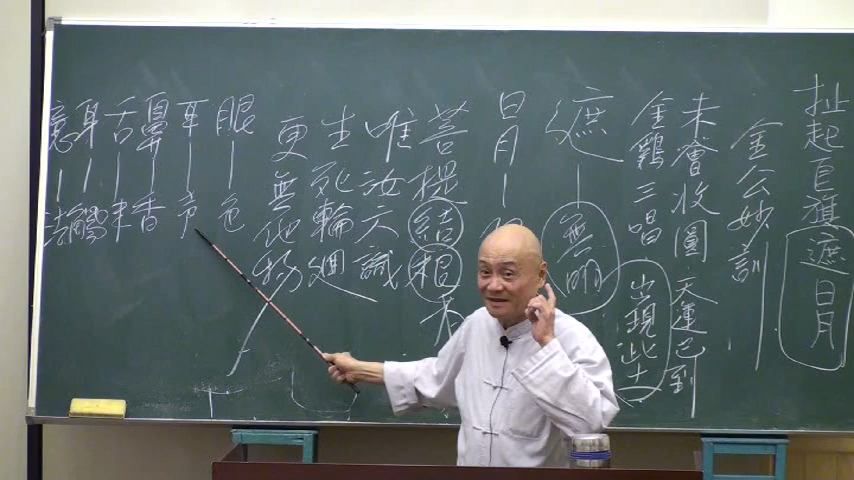 扯起巨旗遮日月
金公妙訓
未會收圓天運已到
金鷄三唱出現此土
遮｜無明
日月｜
菩提結根
唯汝六識
生死輪迴
更無他物
眼｜色
耳｜声
鼻｜香
舌｜味
身｜觸
意｜法